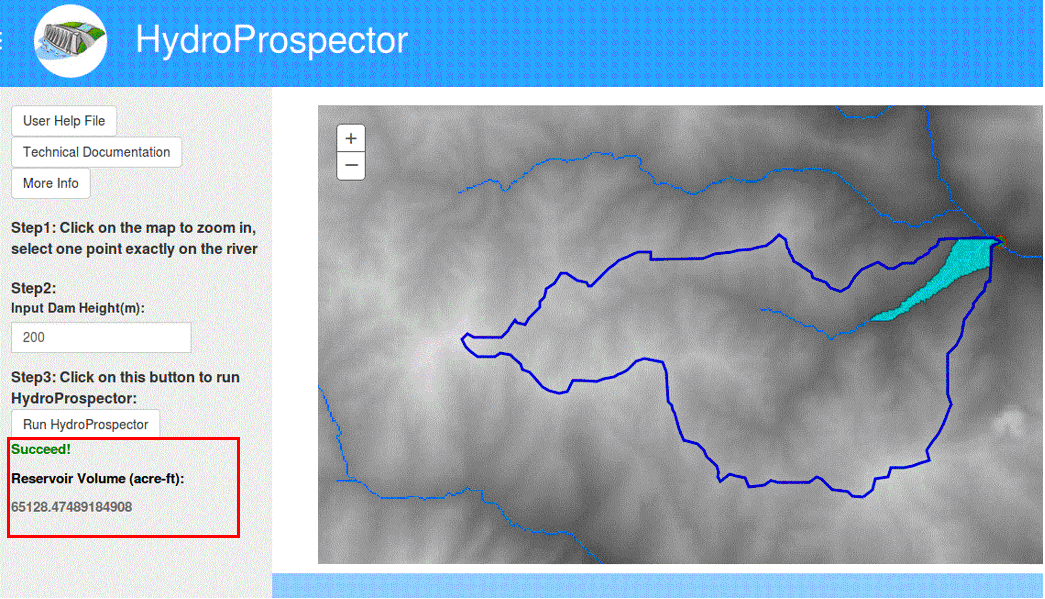 HydroProspector
User Help File
Technical Documentation
More Info
Step1: Click on the map to zoom in,
select one point exactly on the river
Step2:
Input Dam Height(m):
200
Step3: Click on this button to run
HydroProspector:
Run HydroProspector
Succeed!
Reservoir Volume (acre-ft):
65128.47489184908
+
−